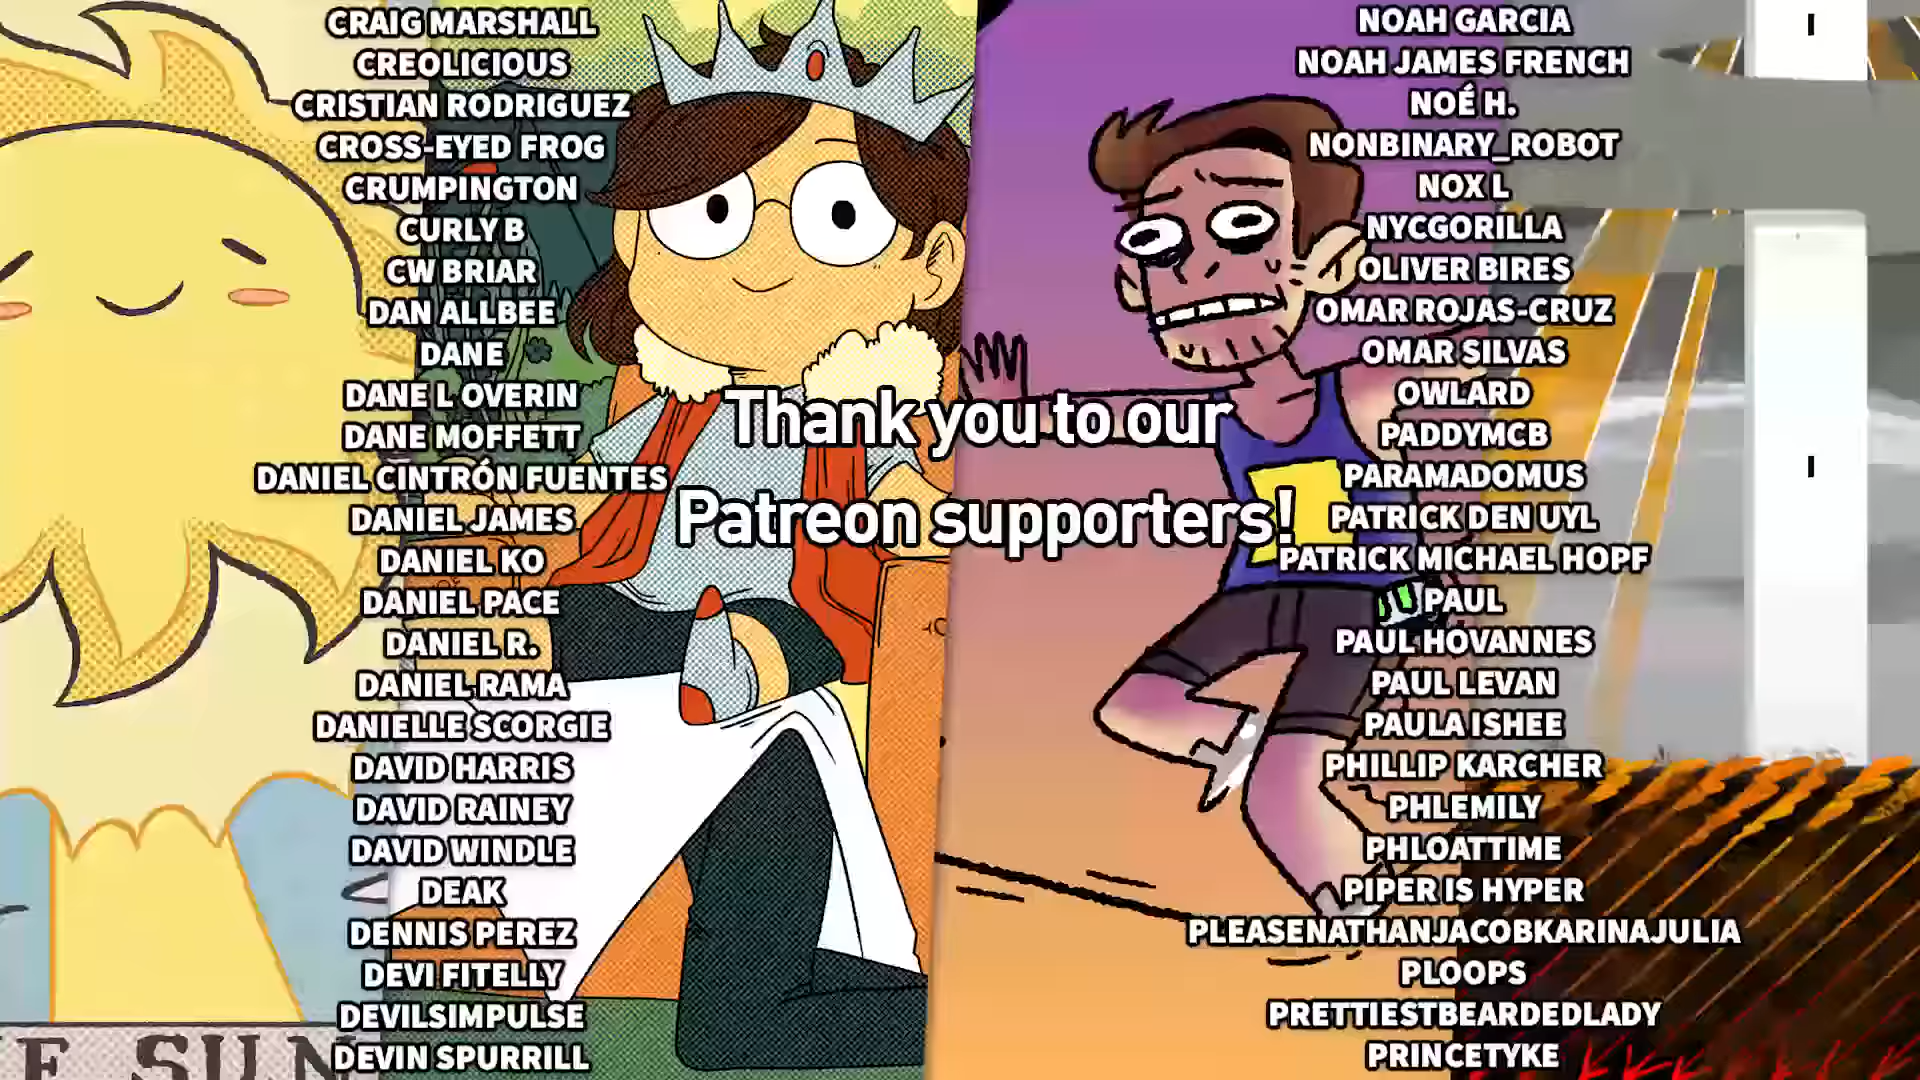 CRAIG MARSHALL
CREOLICIOUS
CRISTIAN RODRIGUEZ
CROSS-EYED FROG
CRUMPINGTON
CURLY B
CW BRIAR
DAN ALLBEE
DANE
DANE L OVERIN
DANE MOFFETT
DANIEL CINTRÓN FUENTES
DANIEL JAMES
DANIEL KO
DANIEL PACE
DANIEL R.
DANIEL RAMA
DANIELLE SCORGIE
DAVID HARRIS
DAVID RAINEY
DAVID WINDLE
DEAK
DENNIS PEREZ
DEVI FITELLY
DEVILSIMPULSE
DEVIN SPURRILL
Thank you to our
Patreon supporters!
NOAH GARCIA
NOAH JAMES FRENCH
NOÉ H.
NONBINARY_ROBOT
NOX L
NYCGORILLA
OLIVER BIRES
OMAR ROJAS-CRUZ
OMAR SILVAS
OWLARD
PADDYMCB
PARAMADOMUS
PATRICK DEN UYL
PATRICK MICHAEL HOPF
PAUL
PAUL HOVANNES
PAUL LEVAN
PAULA ISHEE
PHILLIP KARCHER
PHLEMILY
PHLOATTIME
PIPER IS HYPER
PLEASENATHANJACOBKARINAJULIA
PLOOPS
PRETTIESTBEARDEDLADY
PRINCETYKE
SUN